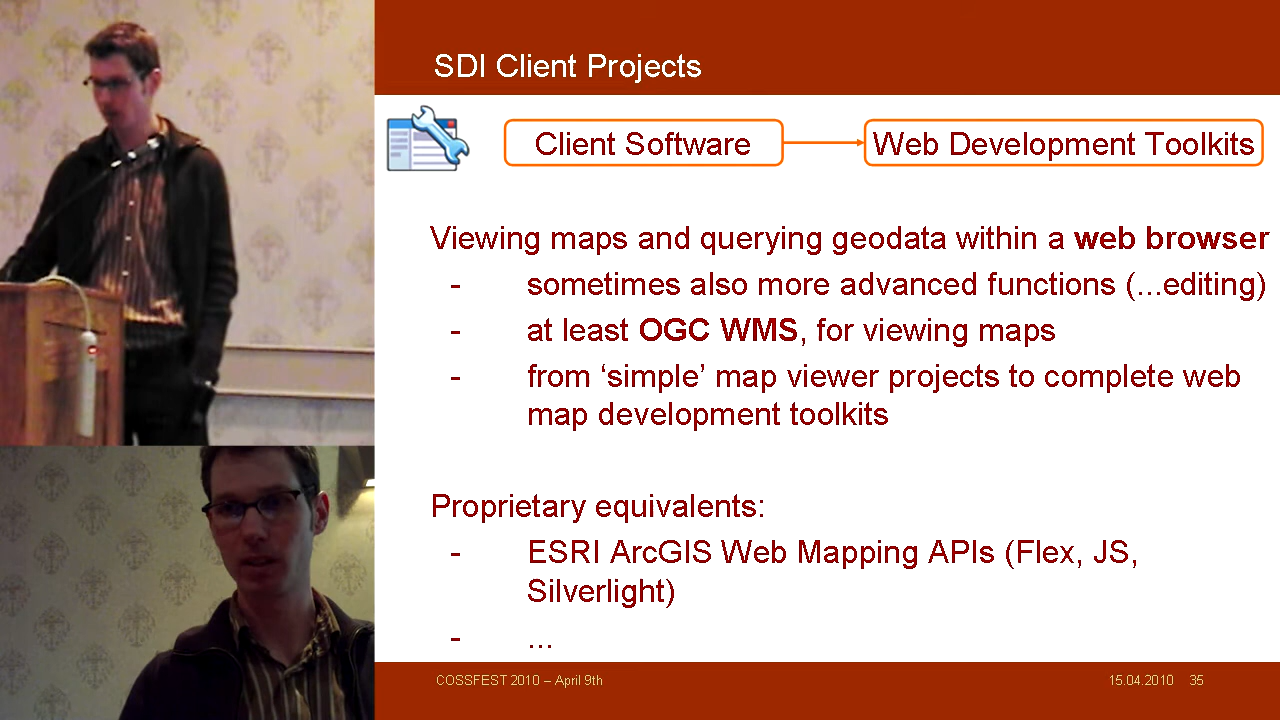 SDI Client Projects
Client Software
Web Development Toolkits
Viewing maps and querying geodata within a web browser
- sometimes also more advanced functions (...editing)
- at least OGC WMS, for viewing maps
- from ‘simple’ map viewer projects to complete web
map development toolkits
Proprietary equivalents:
- ESRI ArcGIS Web Mapping APIs (Flex, JS,
Silverlight)
- ...
COSSFEST 2010 – April 9th
15.04.2010 35